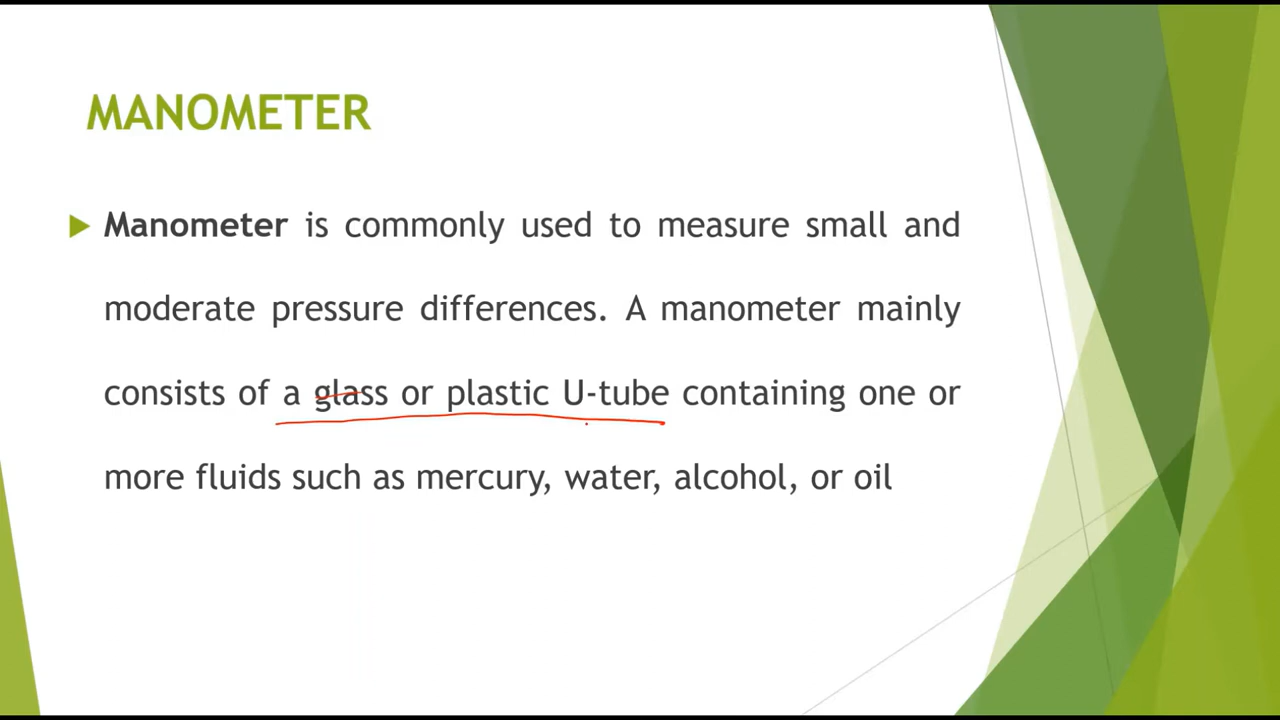 MANOMETER
Manometer is commonly used to measure small and
moderate pressure differences. A manometer mainly
consists of a glass or plastic U-tube containing one or
more fluids such as mercury, water, alcohol, or oil